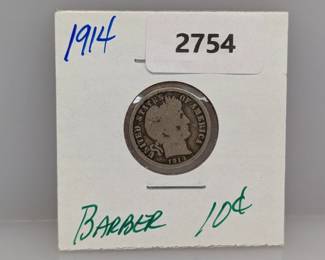 1914
2754
UNITED STATES OF AMERICA
BARBER 10¢